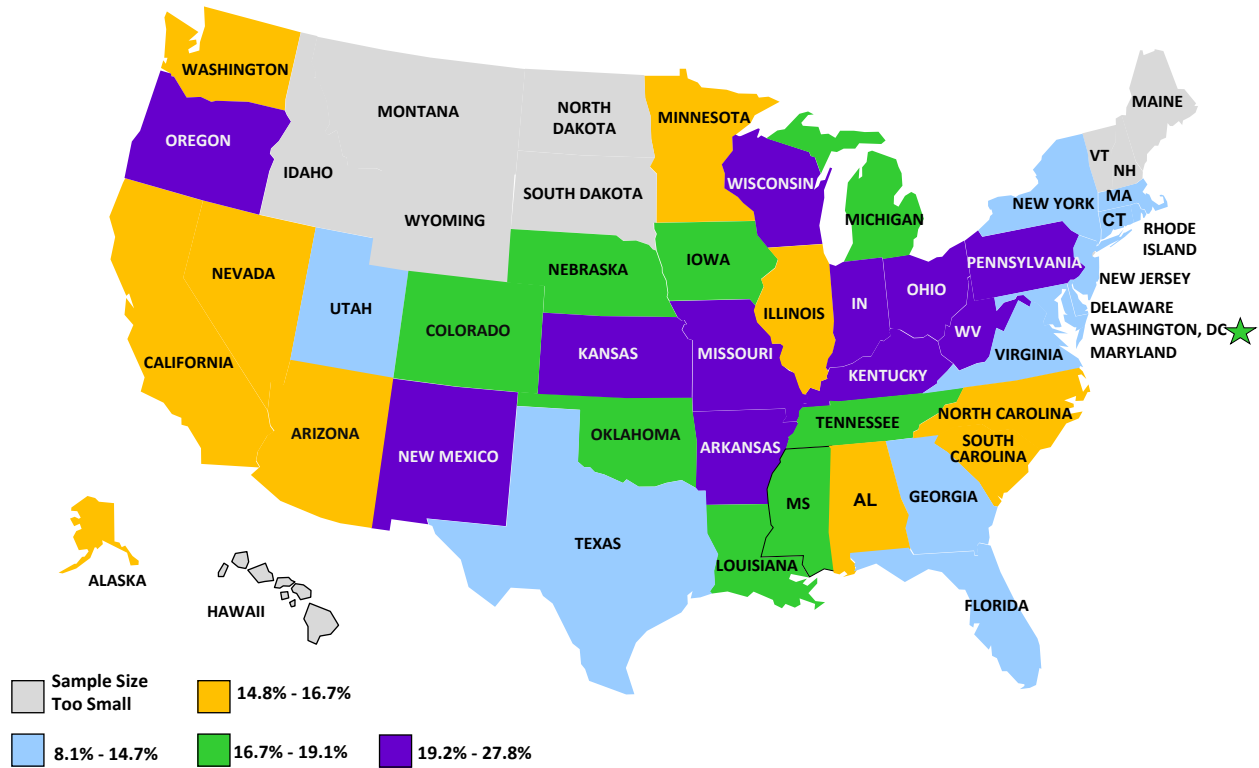 WASHINGTON
OREGON
MONTANA
IDAHO
WYOMING
NORTH
DAKOTA
SOUTH DAKOTA
MINNESOTA
WISCONSIN
MICHIGAN
MAINE
VT
NH
MA
CT
NEW YORK
RHODE
ISLAND
NEW JERSEY
PENNSYLVANIA
DELAWARE
WASHINGTON, DC
MARYLAND
NEVADA
UTAH
COLORADO
NEBRASKA
IOWA
ILLINOIS
IN
OHIO
WV
VIRGINIA
CALIFORNIA
KANSAS
MISSOURI
KENTUCKY
ARIZONA
NEW MEXICO
OKLAHOMA
ARKANSAS
TENNESSEE
NORTH CAROLINA
SOUTH
CAROLINA
MS
AL
GEORGIA
TEXAS
LOUISIANA
FLORIDA
ALASKA
HAWAII
Sample Size
Too Small
14.8% - 16.7%
8.1% - 14.7%
16.7% - 19.1%
19.2% - 27.8%